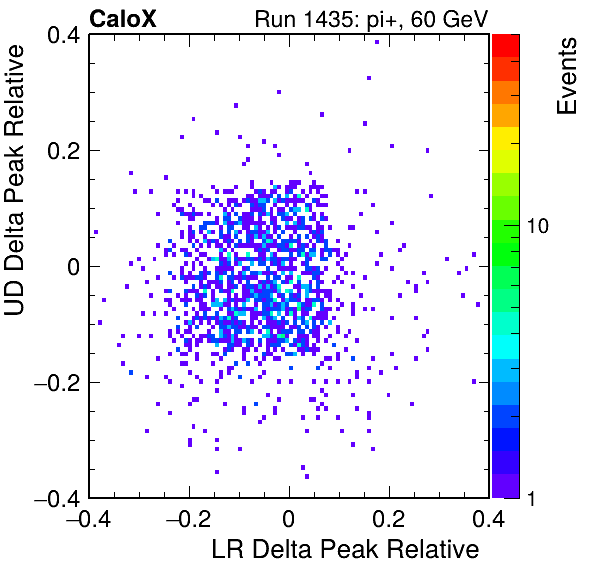 CaloX Run 1435: pi+, 60 GeV
0.4
0.2
0
−0.2
−0.4
−0.4 −0.2 0 0.2 0.4
UD Delta Peak Relative
LR Delta Peak Relative
Events
10
1